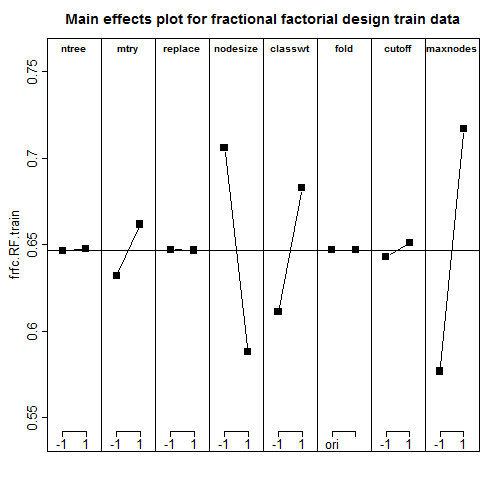 Main effects plot for fractional factorial design train data
ntree mtry replace nodesize classwt fold cutoff maxnodes
frfc.RF.train
0.75
0.7
0.65
0.6
0.55
-1 1 -1 1 -1 1 -1 1 -1 1 ori -1 1 -1 1